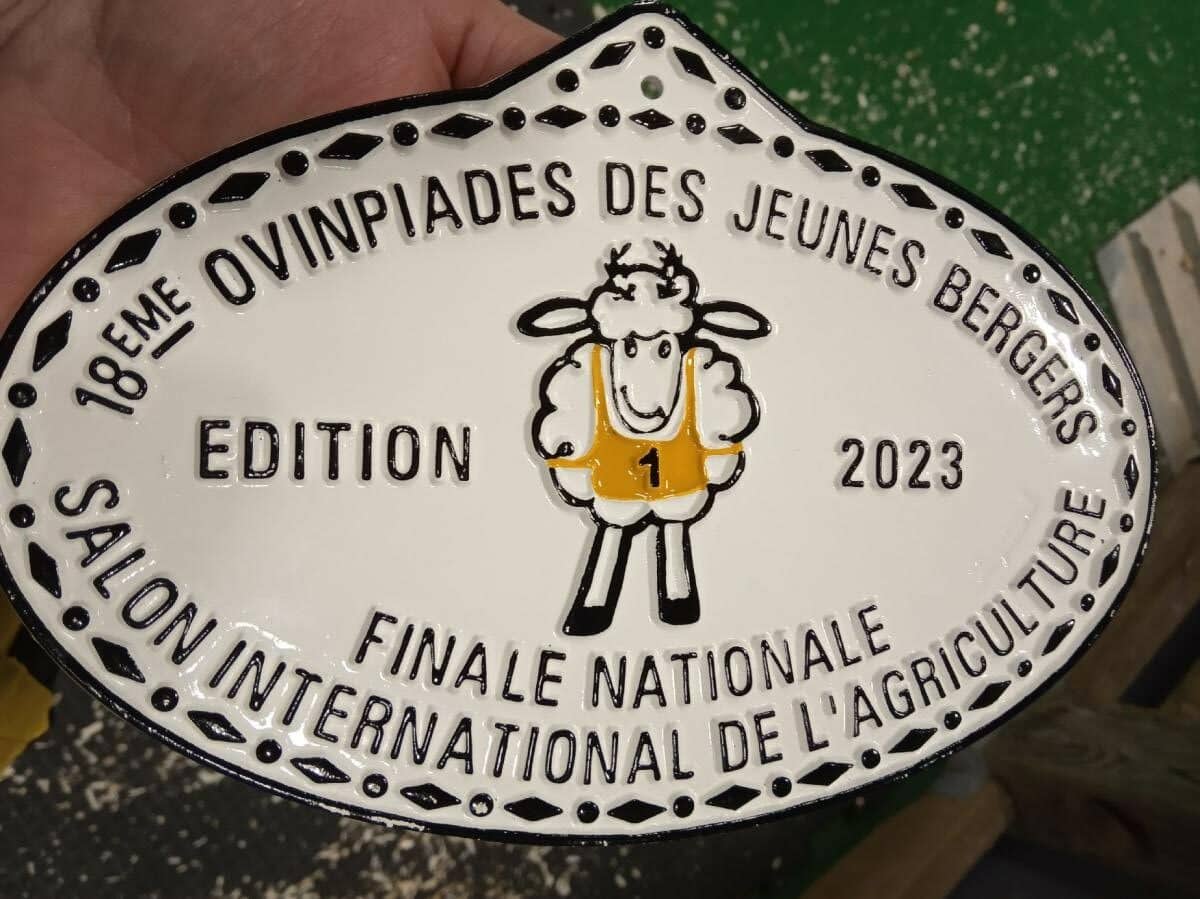 18EME OVINPIADES DES JEUNES BERGERS
EDITION
1
2023
FINALE NATIONALE
SALON INTERNATIONAL DE L'AGRICULTURE